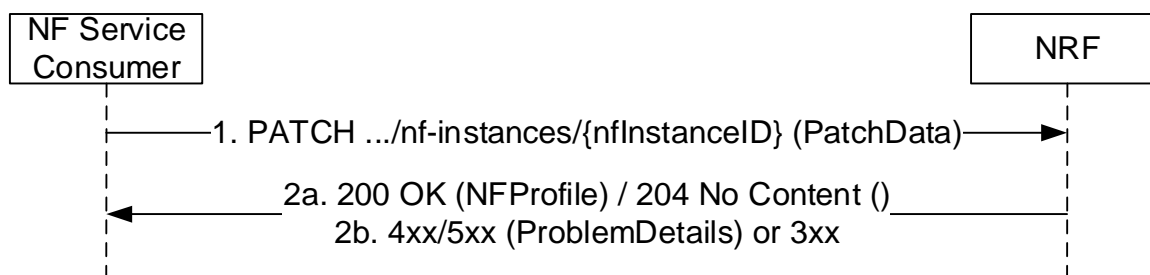 NF Service
Consumer
NRF
1. PATCH .../nf-instances/{nfInstanceID} (PatchData)
2a. 200 OK (NFProfile) / 204 No Content ()
2b. 4xx/5xx (ProblemDetails) or 3xx